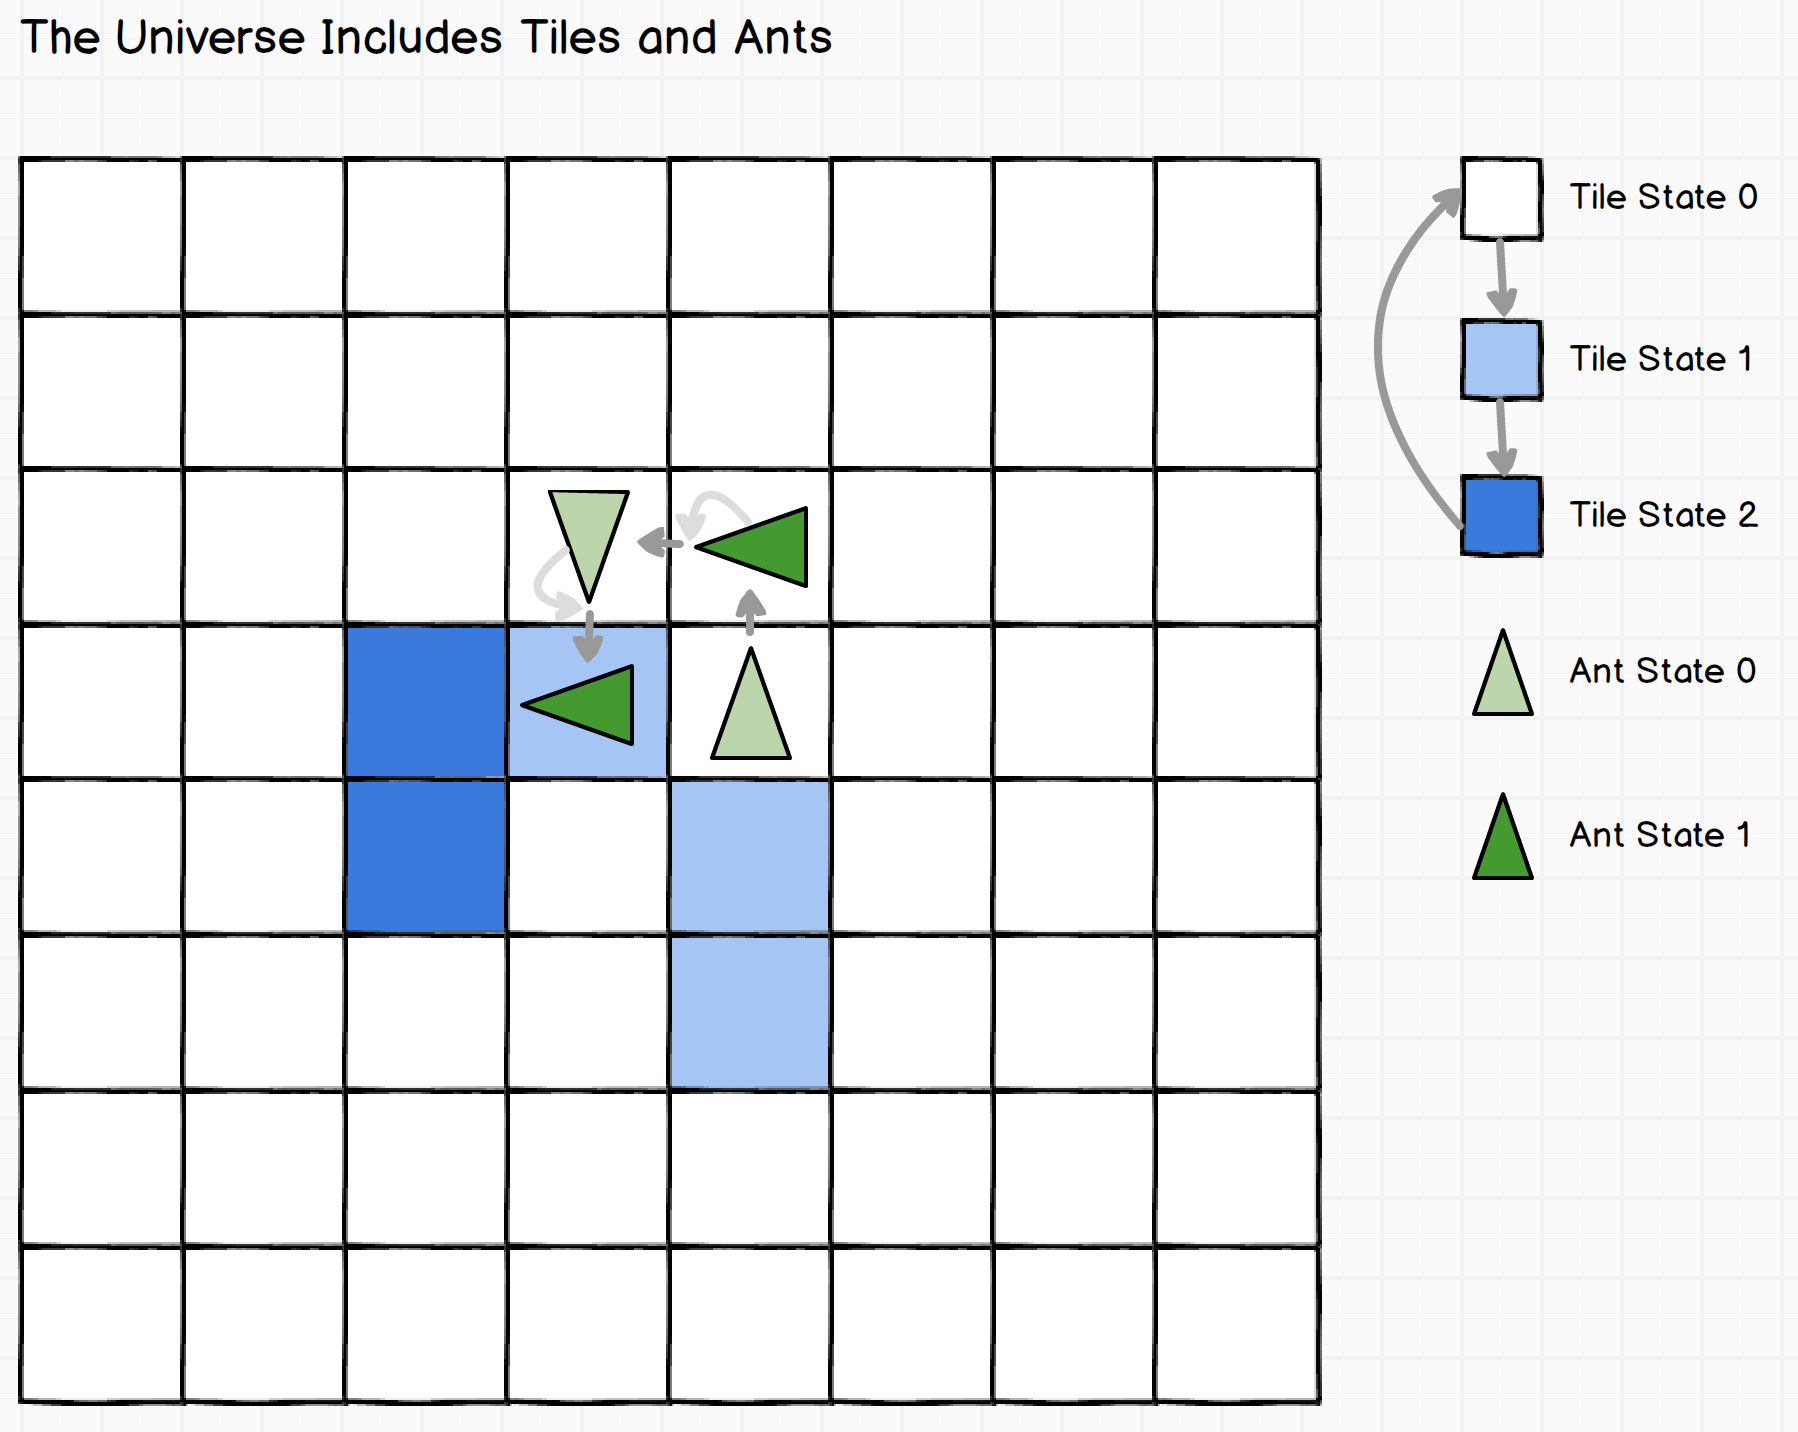 The Universe Includes Tiles and Ants
Tile State 0
Tile State 1
Tile State 2
Ant State 0
Ant State 1